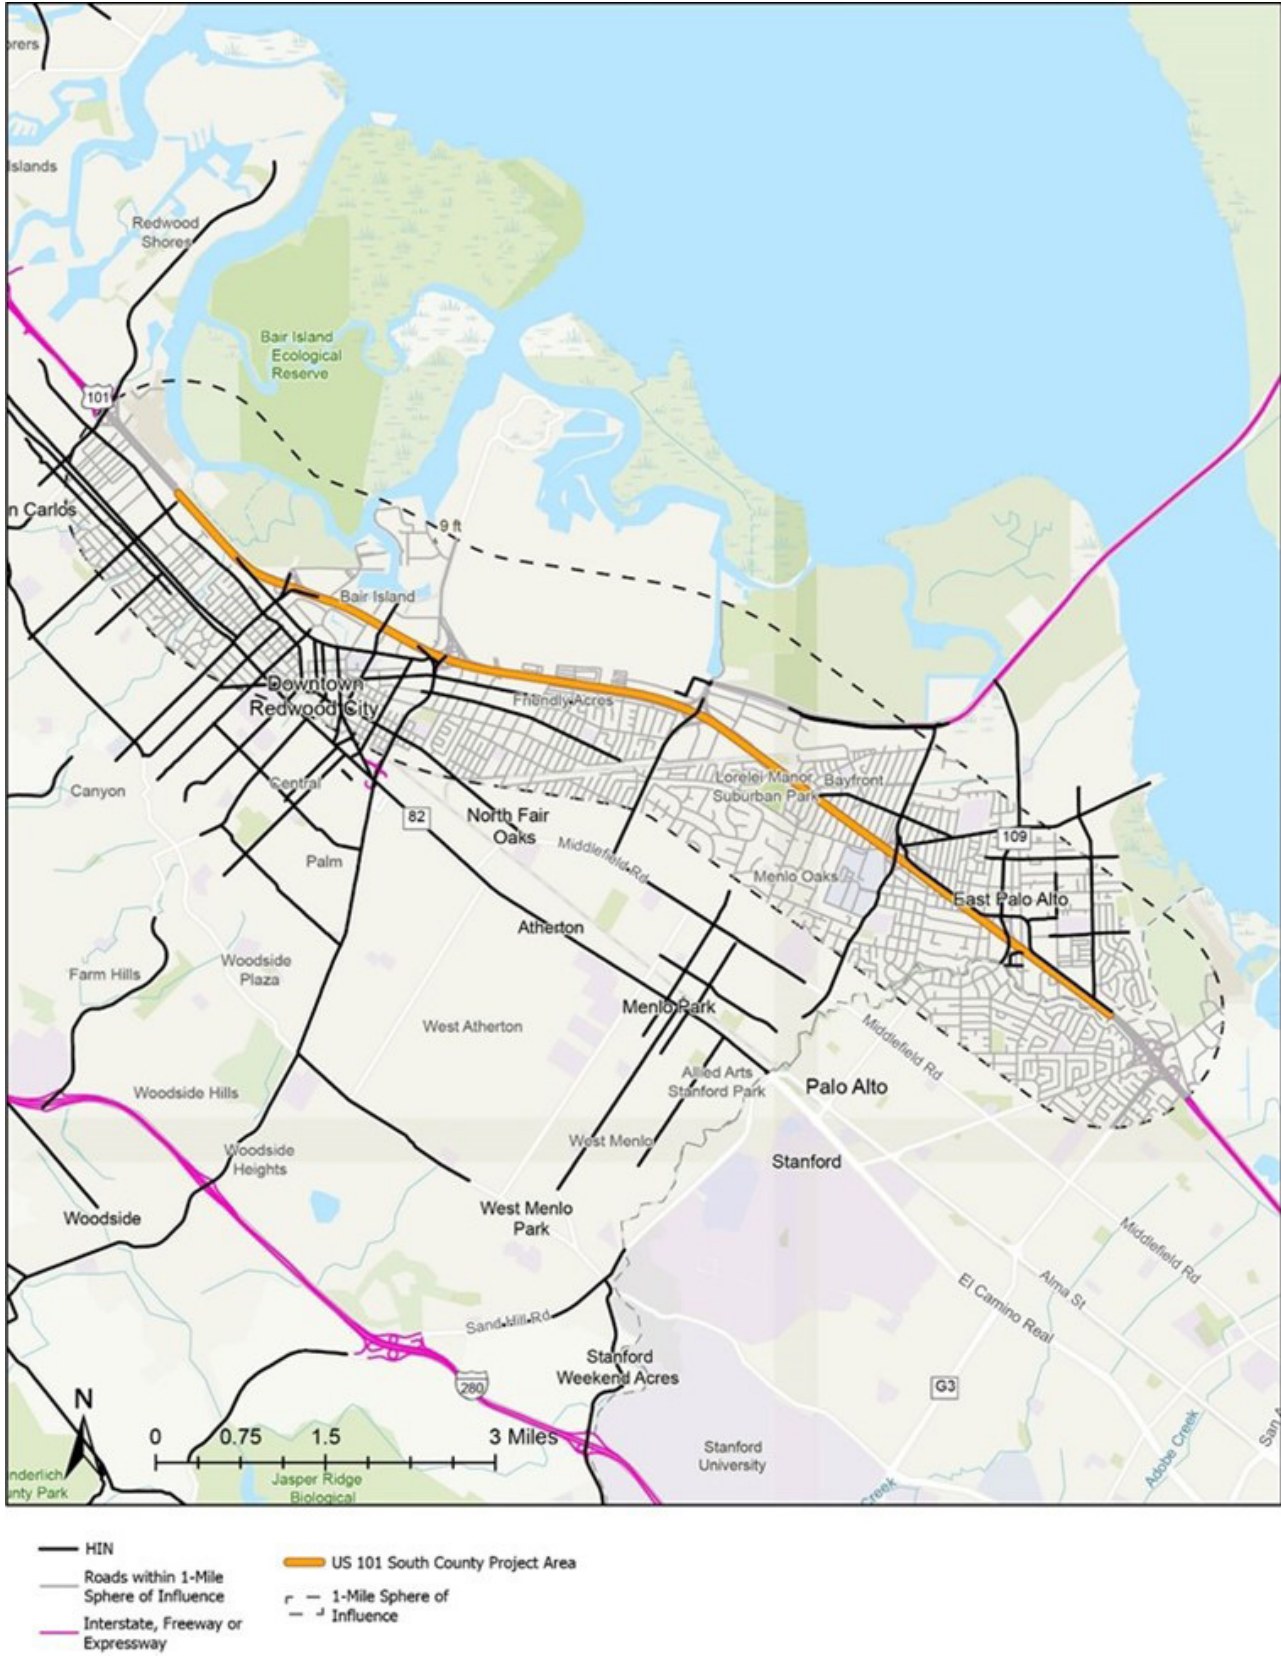 orers
Islands
Redwood
Shores
Bair Island
Ecological
Reserve
101
n Carlos
9 ft
Bair Island
Downtown
Redwood City
Friendly Acres
Lorelei Manor
Suburban Park
Bayfront
Canyon
Central
82
North Fair
Oaks
109
Middlefield Rd
Palm
Menlo Oaks
East Palo Alto
Atherton
Farm Hills
Woodside
Plaza
West Atherton
Menlo Park
Middlefield Rd
Allied Arts
Stanford Park
Palo Alto
Woodside Hills
West Menlo
Woodside
Heights
Stanford
Woodside
West Menlo
Park
Middlefield Rd
Alma St
El Camino Real
Sand Hill Rd
Stanford
Weekend Acres
280
G3
N
0 0.75 1.5 3 Miles
Stanford
University
Adobe Creek
San A
underlich
unty Park
Jasper Ridge
Biological
Creek
HIN
Roads within 1-Mile
Sphere of Influence
Interstate, Freeway or
Expressway
US 101 South County Project Area
1-Mile Sphere of
Influence